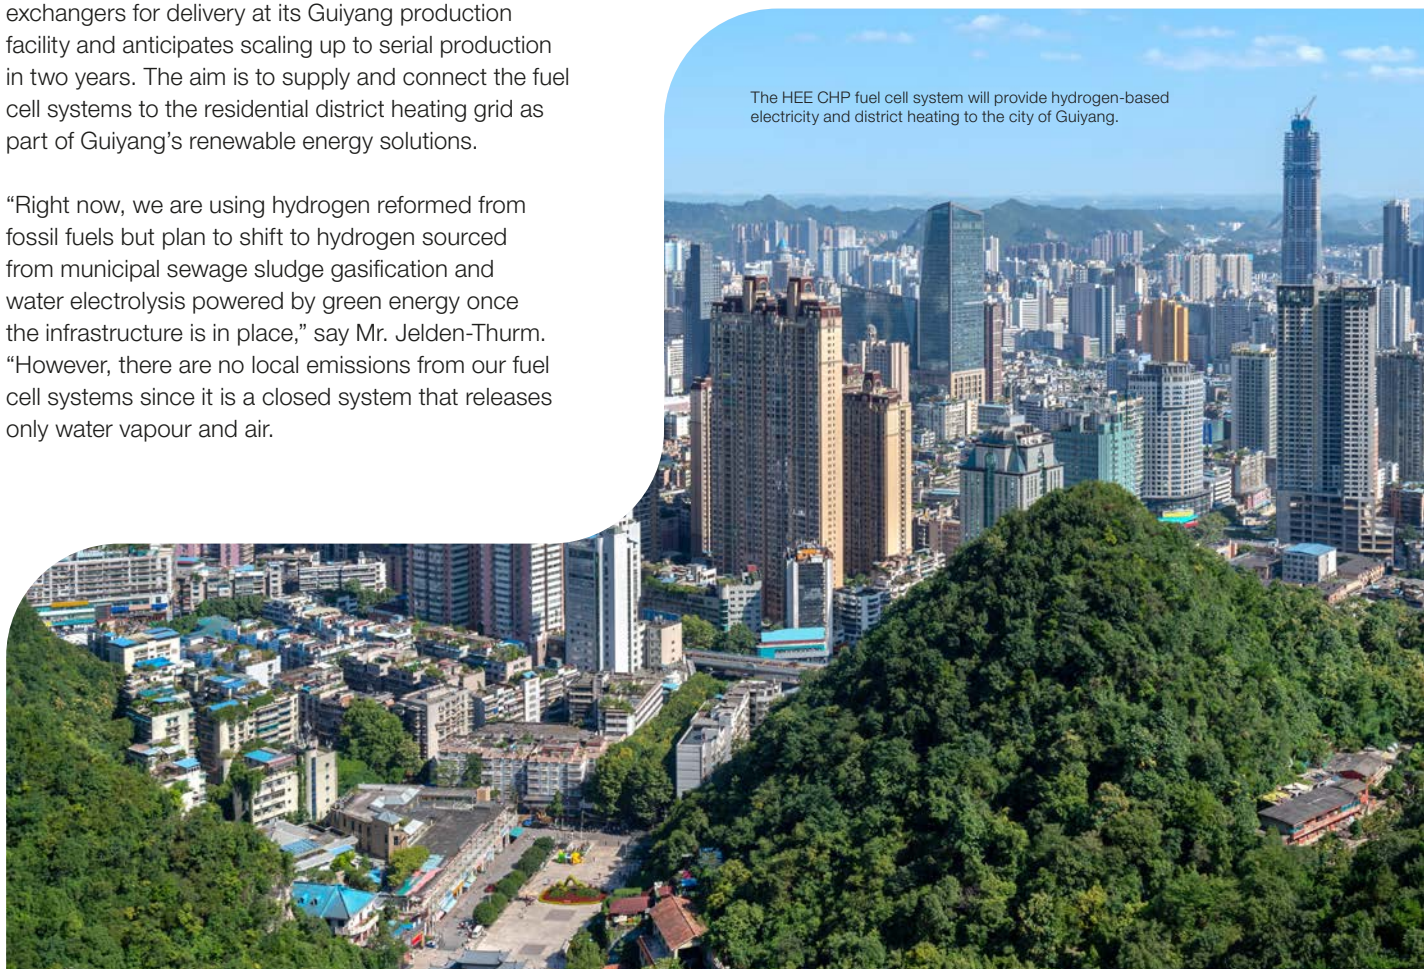 exchangers for delivery at its Guiyang production
facility and anticipates scaling up to serial production
in two years. The aim is to supply and connect the fuel
cell systems to the residential district heating grid as
part of Guiyang’s renewable energy solutions.
“Right now, we are using hydrogen reformed from
fossil fuels but plan to shift to hydrogen sourced
from municipal sewage sludge gasification and
water electrolysis powered by green energy once
the infrastructure is in place,” say Mr. Jelden-Thurm.
“However, there are no local emissions from our fuel
cell systems since it is a closed system that releases
only water vapour and air.
The HEE CHP fuel cell system will provide hydrogen-based
electricity and district heating to the city of Guiyang.